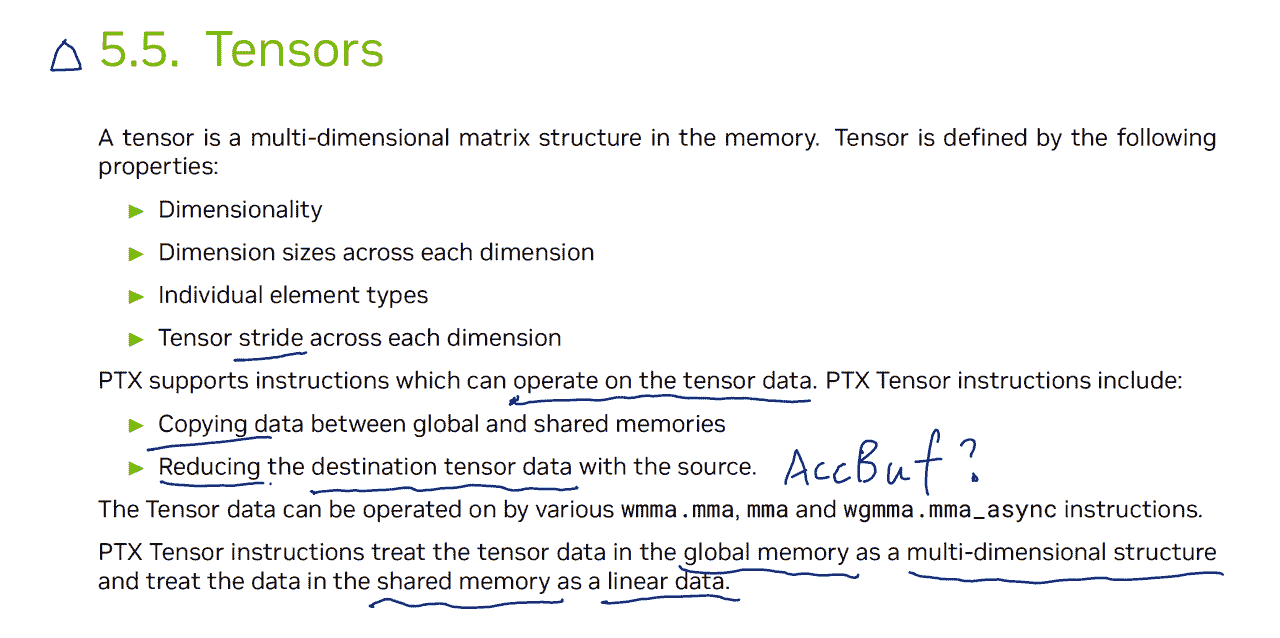 5.5. Tensors
A tensor is a multi-dimensional matrix structure in the memory. Tensor is defined by the following
properties:
▶ Dimensionality
▶ Dimension sizes across each dimension
▶ Individual element types
▶ Tensor stride across each dimension
PTX supports instructions which can operate on the tensor data. PTX Tensor instructions include:
▶ Copying data between global and shared memories
▶ Reducing the destination tensor data with the source. AccBuf?
The Tensor data can be operated on by various wmma.mma, mma and wgmma.mma_async instructions.
PTX Tensor instructions treat the tensor data in the global memory as a multi-dimensional structure
and treat the data in the shared memory as a linear data.